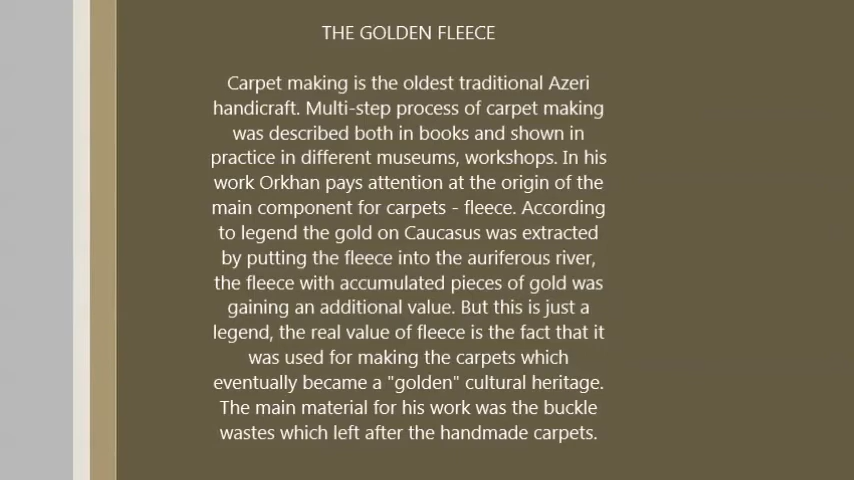 THE GOLDEN FLEECE
Carpet making is the oldest traditional Azeri
handicraft. Multi-step process of carpet making
was described both in books and shown in
practice in different museums, workshops. In his
work Orkhan pays attention at the origin of the
main component for carpets - fleece. According
to legend the gold on Caucasus was extracted
by putting the fleece into the auriferous river,
the fleece with accumulated pieces of gold was
gaining an additional value. But this is just a
legend, the real value of fleece is the fact that it
was used for making the carpets which
eventually became a "golden" cultural heritage.
The main material for his work was the buckle
wastes which left after the handmade carpets.